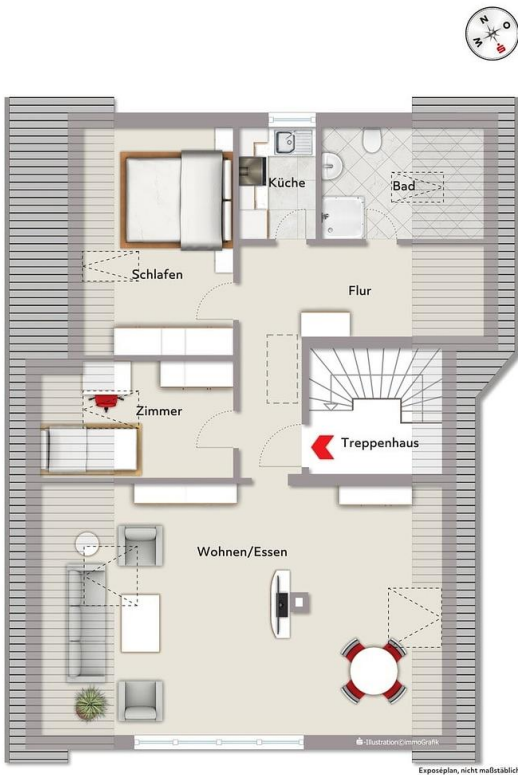 N
O
W
S
Küche
Bad
Schlafen
Flur
Zimmer
Treppenhaus
Wohnen/Essen
-Illustration©immoGrafik
Exposéplan, nicht maßstäblich